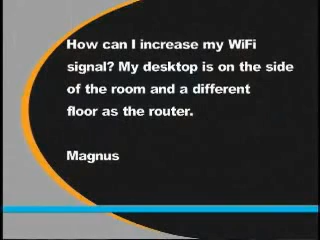 How can I increase my WiFi
signal? My desktop is on the side
of the room and a different
floor as the router.
Magnus